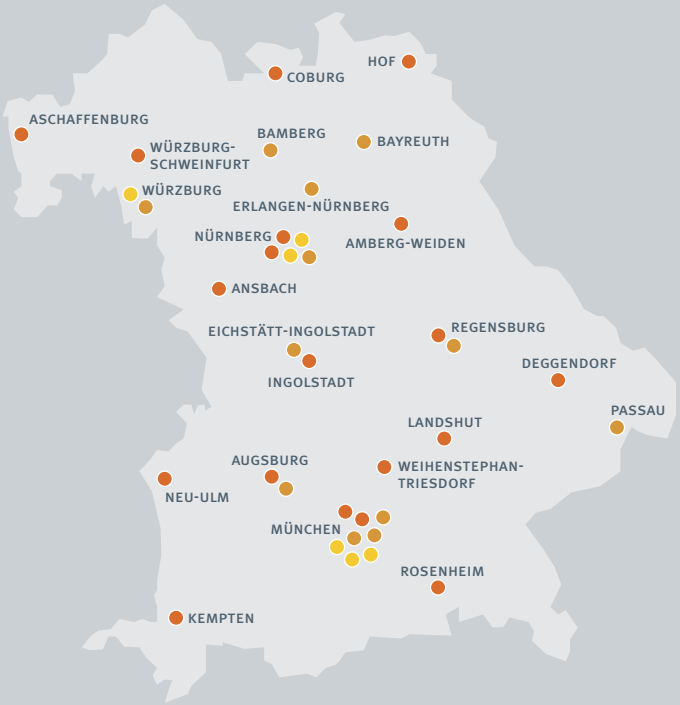 HOF
COBURG
ASCHAFFENBURG
BAMBERG
BAYREUTH
WÜRZBURG-
SCHWEINFURT
WÜRZBURG
ERLANGEN-NÜRNBERG
NÜRNBERG
AMBERG-WEIDEN
ANSBACH
EICHSTÄTT-INGOLSTADT
REGENSBURG
INGOLSTADT
DEGGENDORF
PASSAU
LANDSHUT
AUGSBURG
WEIHENSTEPHAN-
TRIESDORF
NEU-ULM
MÜNCHEN
ROSENHEIM
KEMPTEN